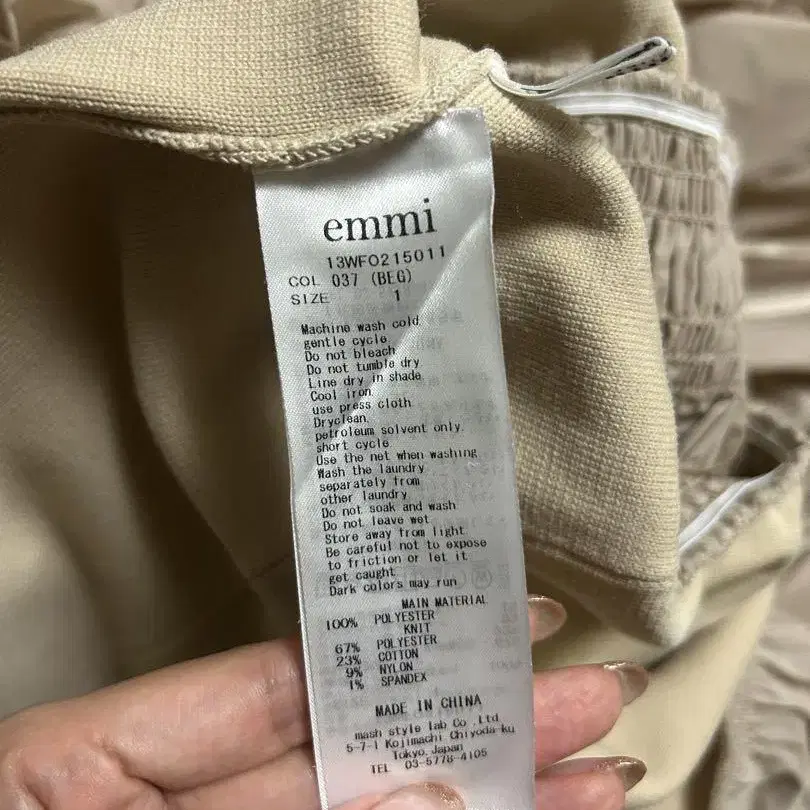 emmi
13WFO215011
COL 037 (BEG)
SIZE 1
Machine wash cold,
gentle cycle
Do not bleach
Do not tumble dry
Line dry in shade
Cool iron
use press cloth
Dryclean,
petroleum solvent only,
short cycle
Use the net when washing
Wash the laundry
separately from
other laundry
Do not soak and wash
Do not leave wet
Store away from light
Be careful not to expose
to friction or let it
get caught
Dark colors may run
MAIN MATERIAL
100% POLYESTER
KNIT
67% POLYESTER
23% COTTON
9% NYLON
1% SPANDEX
MADE IN CHINA
mash style lab Co.,Ltd.
5-7-1 Kojimachi Chiyoda-ku
Tokyo,Japan
TEL 03-5778-4105